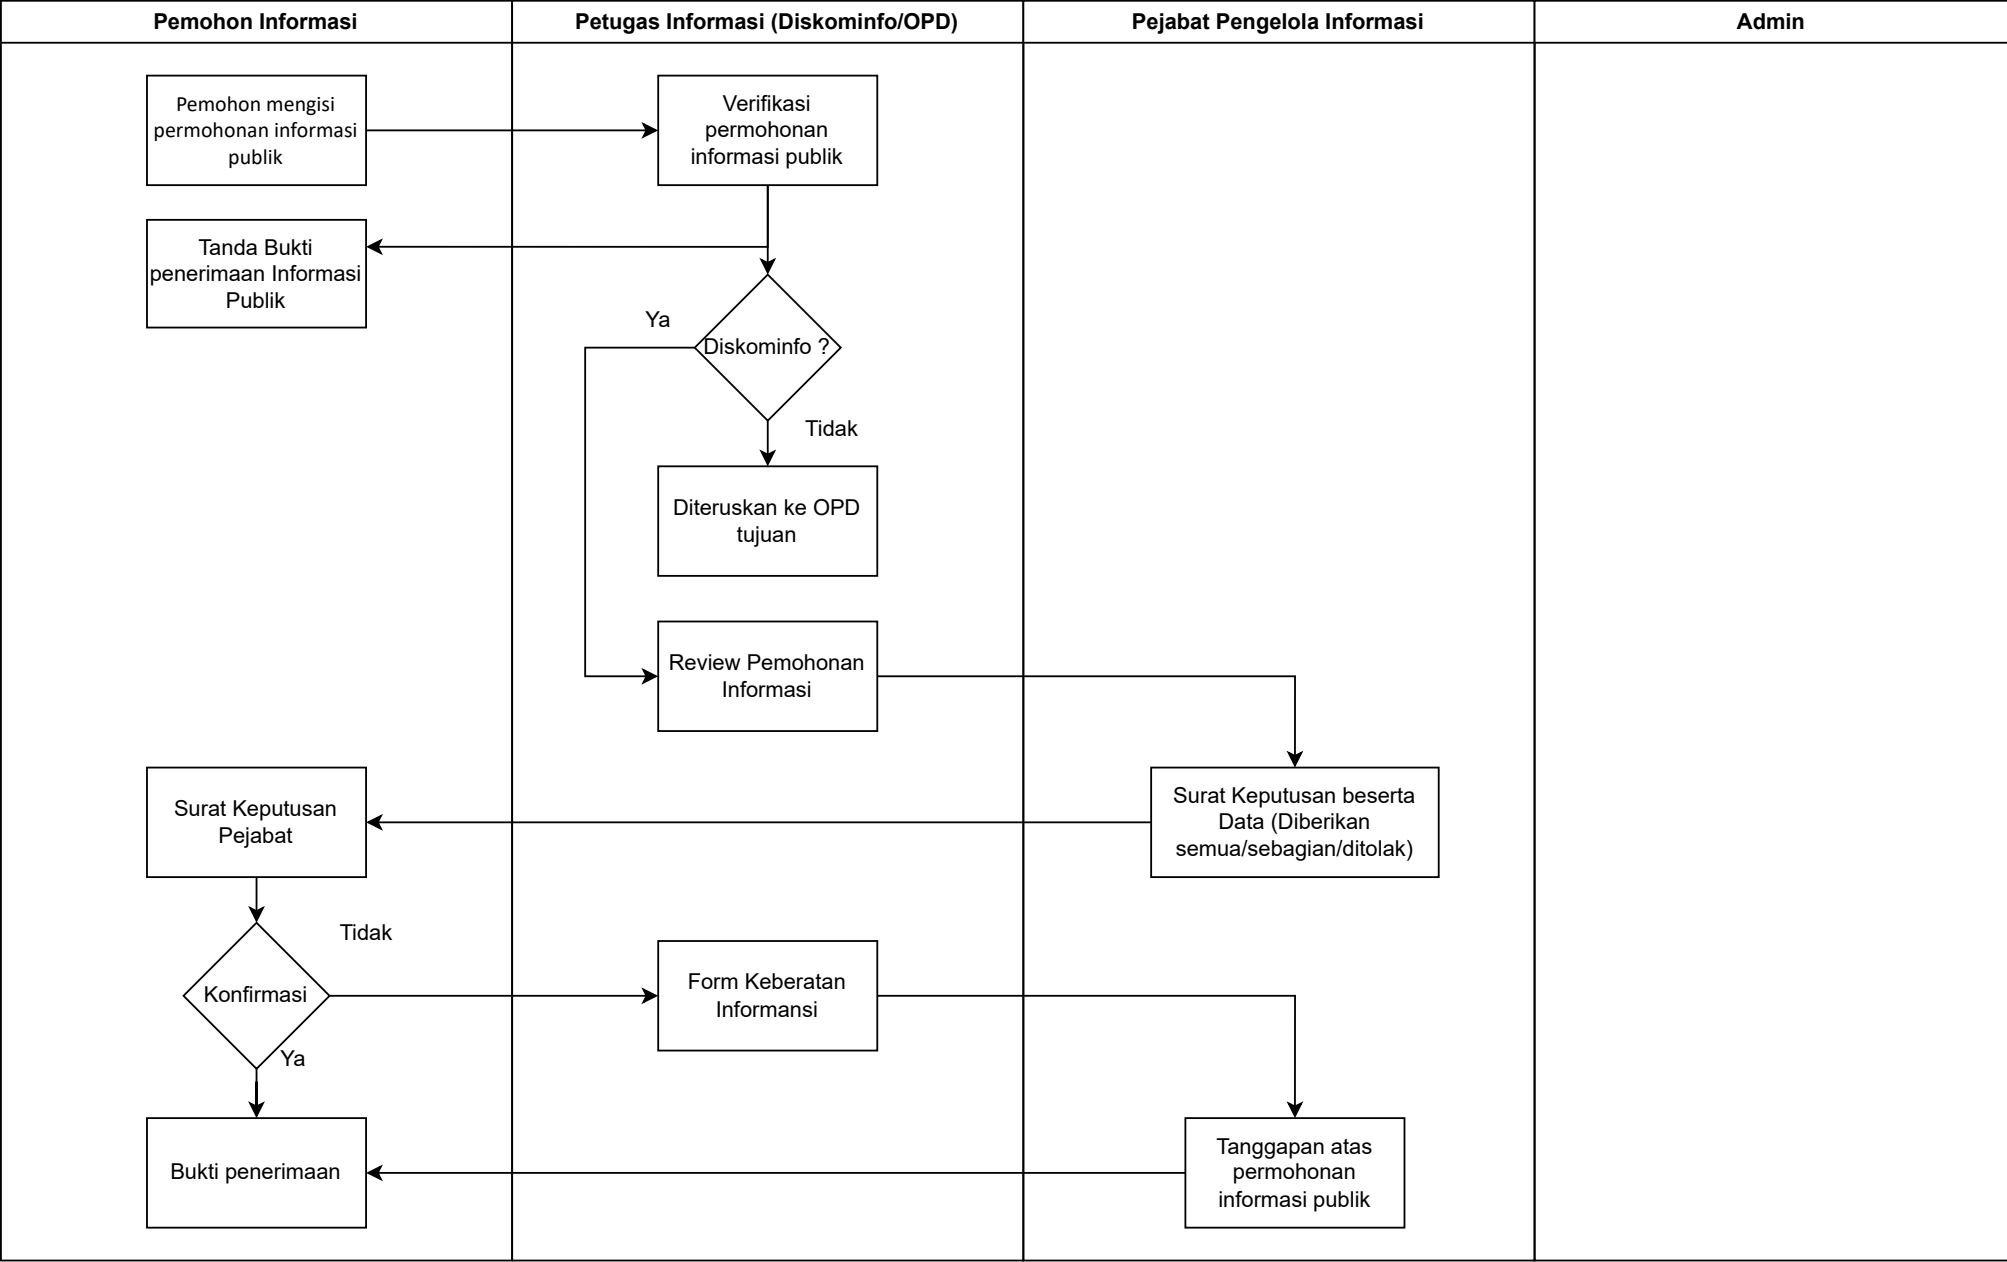 Pemohon Informasi
Petugas Informasi (Diskominfo/OPD)
Pejabat Pengelola Informasi
Admin
Pemohon mengisi
permohonan informasi
publik
Verifikasi
permohonan
informasi publik
Tanda Bukti
penerimaan Informasi
Publik
Ya
Diskominfo ?
Tidak
Diteruskan ke OPD
tujuan
Review Pemohonan
Informasi
Surat Keputusan
Pejabat
Surat Keputusan beserta
Data (Diberikan
semua/sebagian/ditolak)
Tidak
Konfirmasi
Ya
Form Keberatan
Informansi
Bukti penerimaan
Tanggapan atas
permohonan
informasi publik